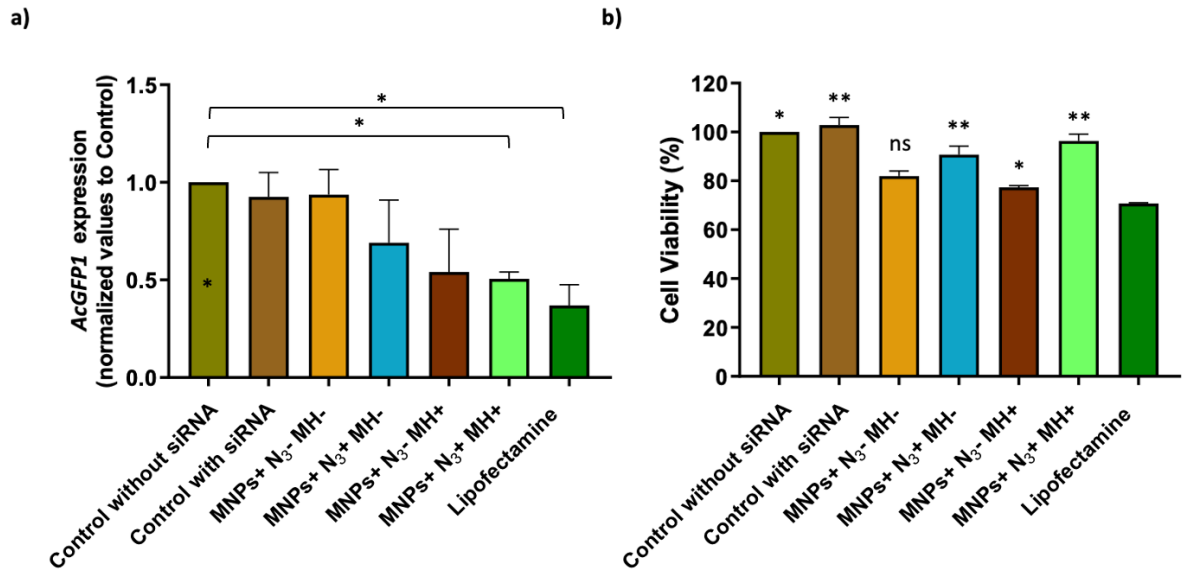 a)
AcGFP1 expression
(normalized values to Control)
1.5
1.0
0.5
0.0
*
*
*
Control without siRNA
Control with siRNA
MNPs+ N₃- MH-
MNPs+ N₃+ MH-
MNPs+ N₃- MH+
MNPs+ N₃+ MH+
Lipofectamine
b)
Cell Viability (%)
120
100
80
60
40
20
0
*
**
ns
**
*
**
Control without siRNA
Control with siRNA
MNPs+ N₃- MH-
MNPs+ N₃+ MH-
MNPs+ N₃- MH+
MNPs+ N₃+ MH+
Lipofectamine